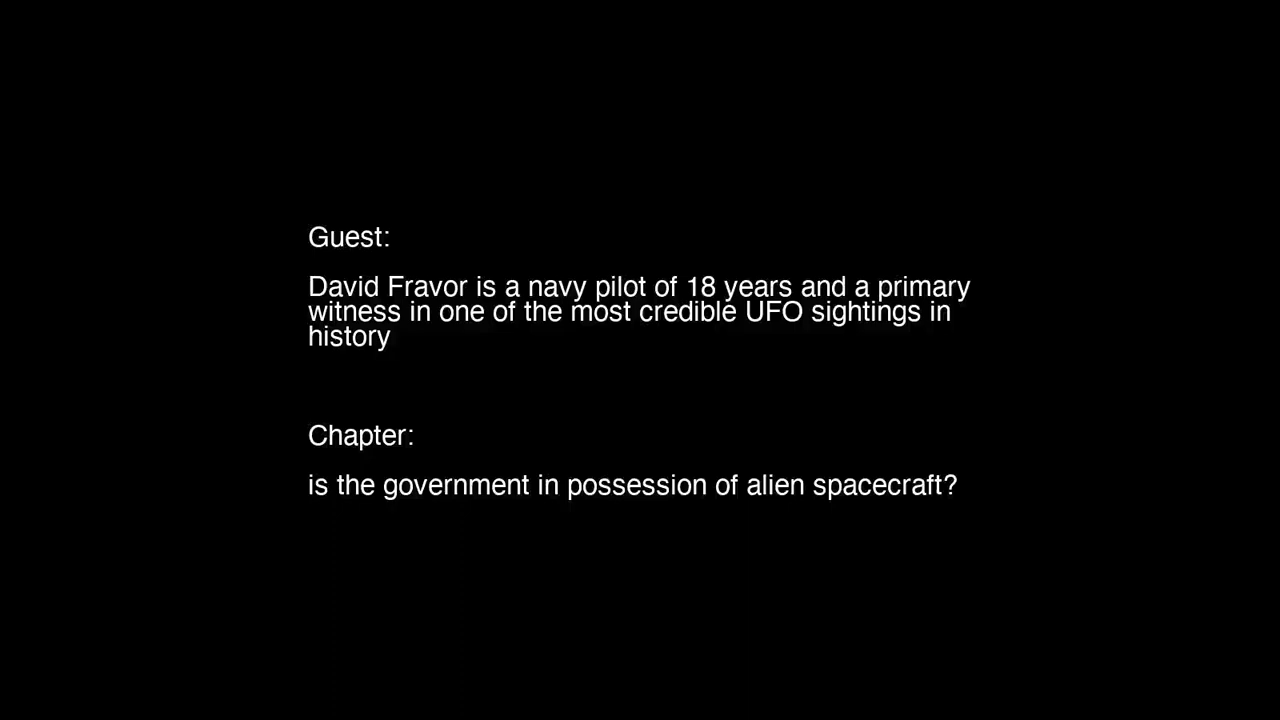 Guest:
David Fravor is a navy pilot of 18 years and a primary
witness in one of the most credible UFO sightings in
history
Chapter:
is the government in possession of alien spacecraft?